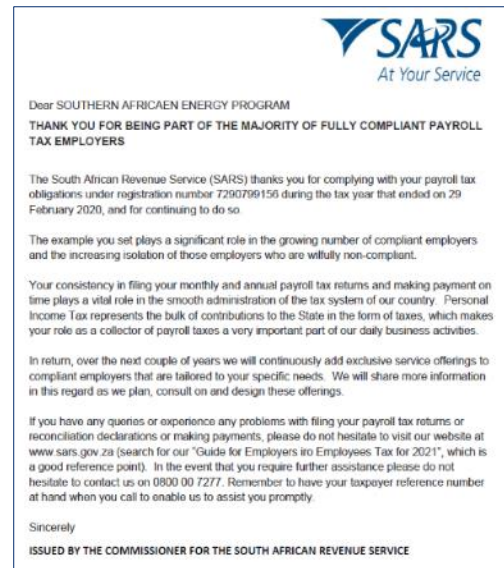 SARS
At Your Service
Dear SOUTHERN AFRICAEN ENERGY PROGRAM
THANK YOU FOR BEING PART OF THE MAJORITY OF FULLY COMPLIANT PAYROLL
TAX EMPLOYERS
The South African Revenue Service (SARS) thanks you for complying with your payroll tax
obligations under registration number 7290799156 during the tax year that ended on 29
February 2020, and for continuing to do so.
The example you set plays a significant role in the growing number of compliant employers
and the increasing isolation of those employers who are wilfully non-compliant.
Your consistency in filing your monthly and annual payroll tax returns and making payment on
time plays a vital role in the smooth administration of the tax system of our country. Personal
Income Tax represents the bulk of contributions to the State in the form of taxes, which makes
your role as a collector of payroll taxes a very important part of our daily business activities.
In return, over the next couple of years we will continuously add exclusive service offerings to
compliant employers that are tailored to your specific needs. We will share more information
in this regard as we plan, consult on and design these offerings.
If you have any queries or experience any problems with filing your payroll tax returns or
reconciliation declarations or making payments, please do not hesitate to visit our website at
www.sars.gov.za (search for our "Guide for Employers iro Employees Tax for 2021", which is
a good reference point). In the event that you require further assistance please do not
hesitate to contact us on 0800 00 7277. Remember to have your taxpayer reference number
at hand when you call to enable us to assist you promptly.
Sincerely
ISSUED BY THE COMMISSIONER FOR THE SOUTH AFRICAN REVENUE SERVICE